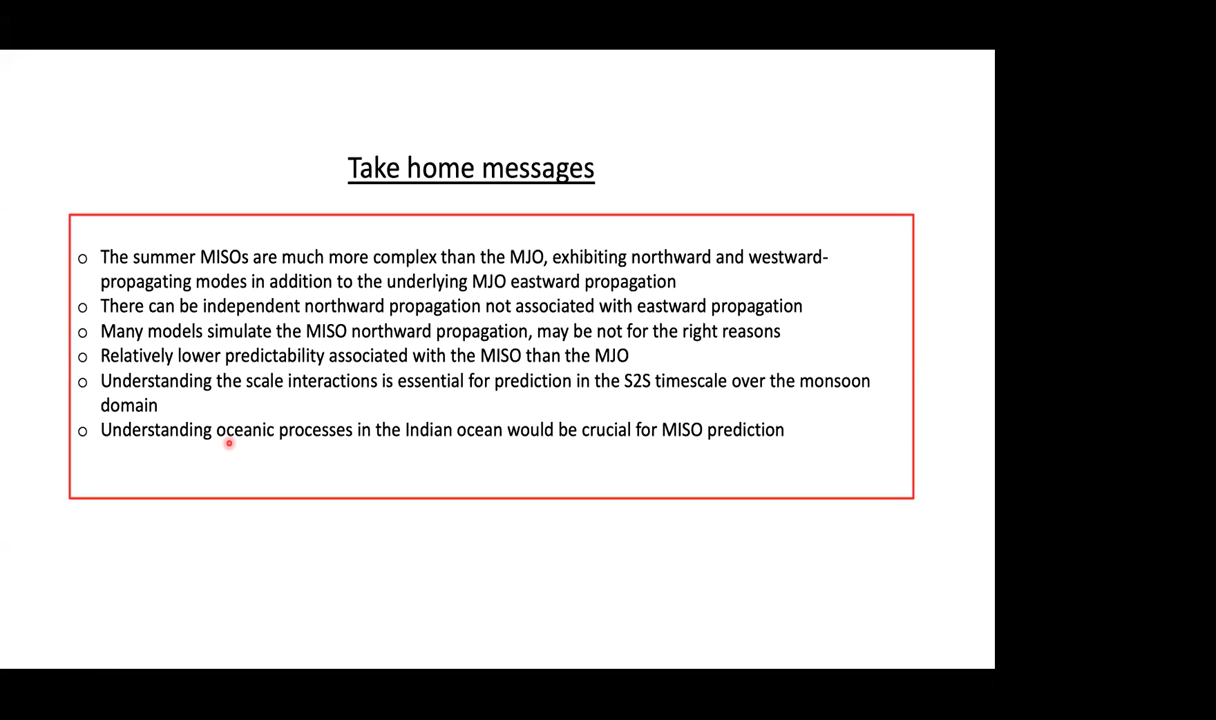 Take home messages
o The summer MISOs are much more complex than the MJO, exhibiting northward and westward-
propagating modes in addition to the underlying MJO eastward propagation
o There can be independent northward propagation not associated with eastward propagation
o Many models simulate the MISO northward propagation, may be not for the right reasons
o Relatively lower predictability associated with the MISO than the MJO
o Understanding the scale interactions is essential for prediction in the S2S timescale over the monsoon
domain
o Understanding oceanic processes in the Indian ocean would be crucial for MISO prediction